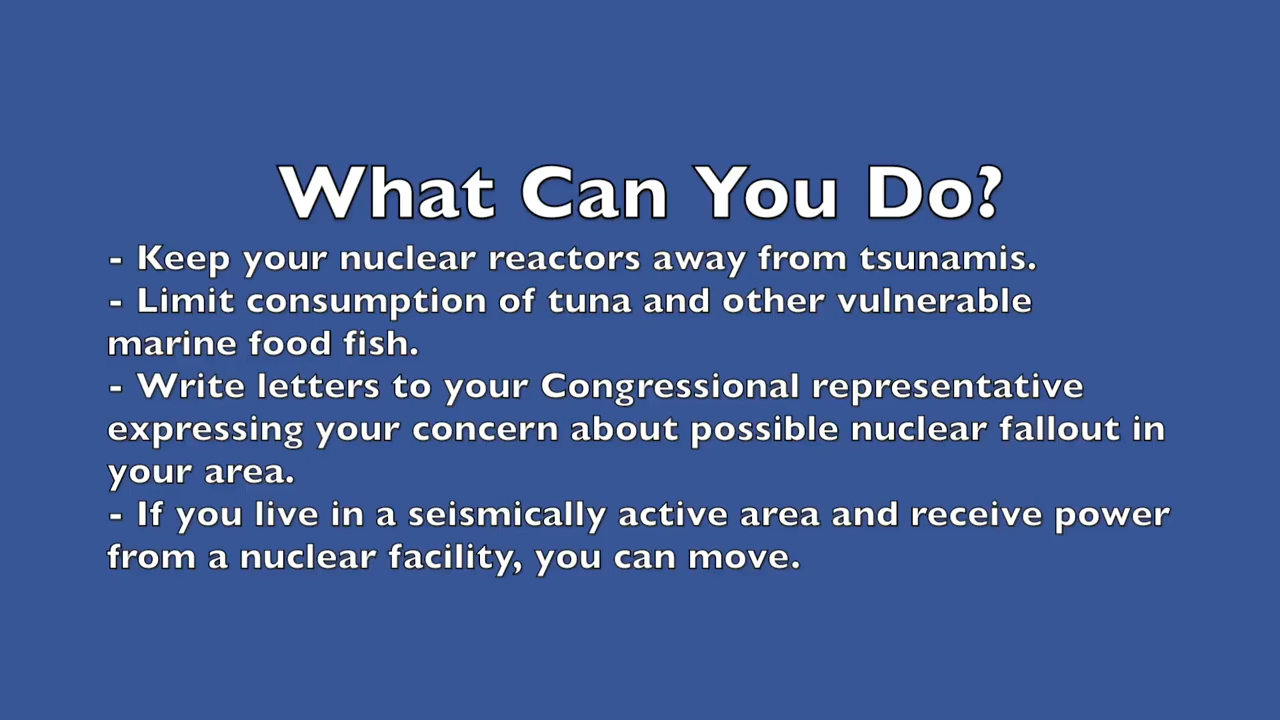 What Can You Do?
- Keep your nuclear reactors away from tsunamis.
- Limit consumption of tuna and other vulnerable
marine food fish.
- Write letters to your Congressional representative
expressing your concern about possible nuclear fallout in
your area.
- If you live in a seismically active area and receive power
from a nuclear facility, you can move.